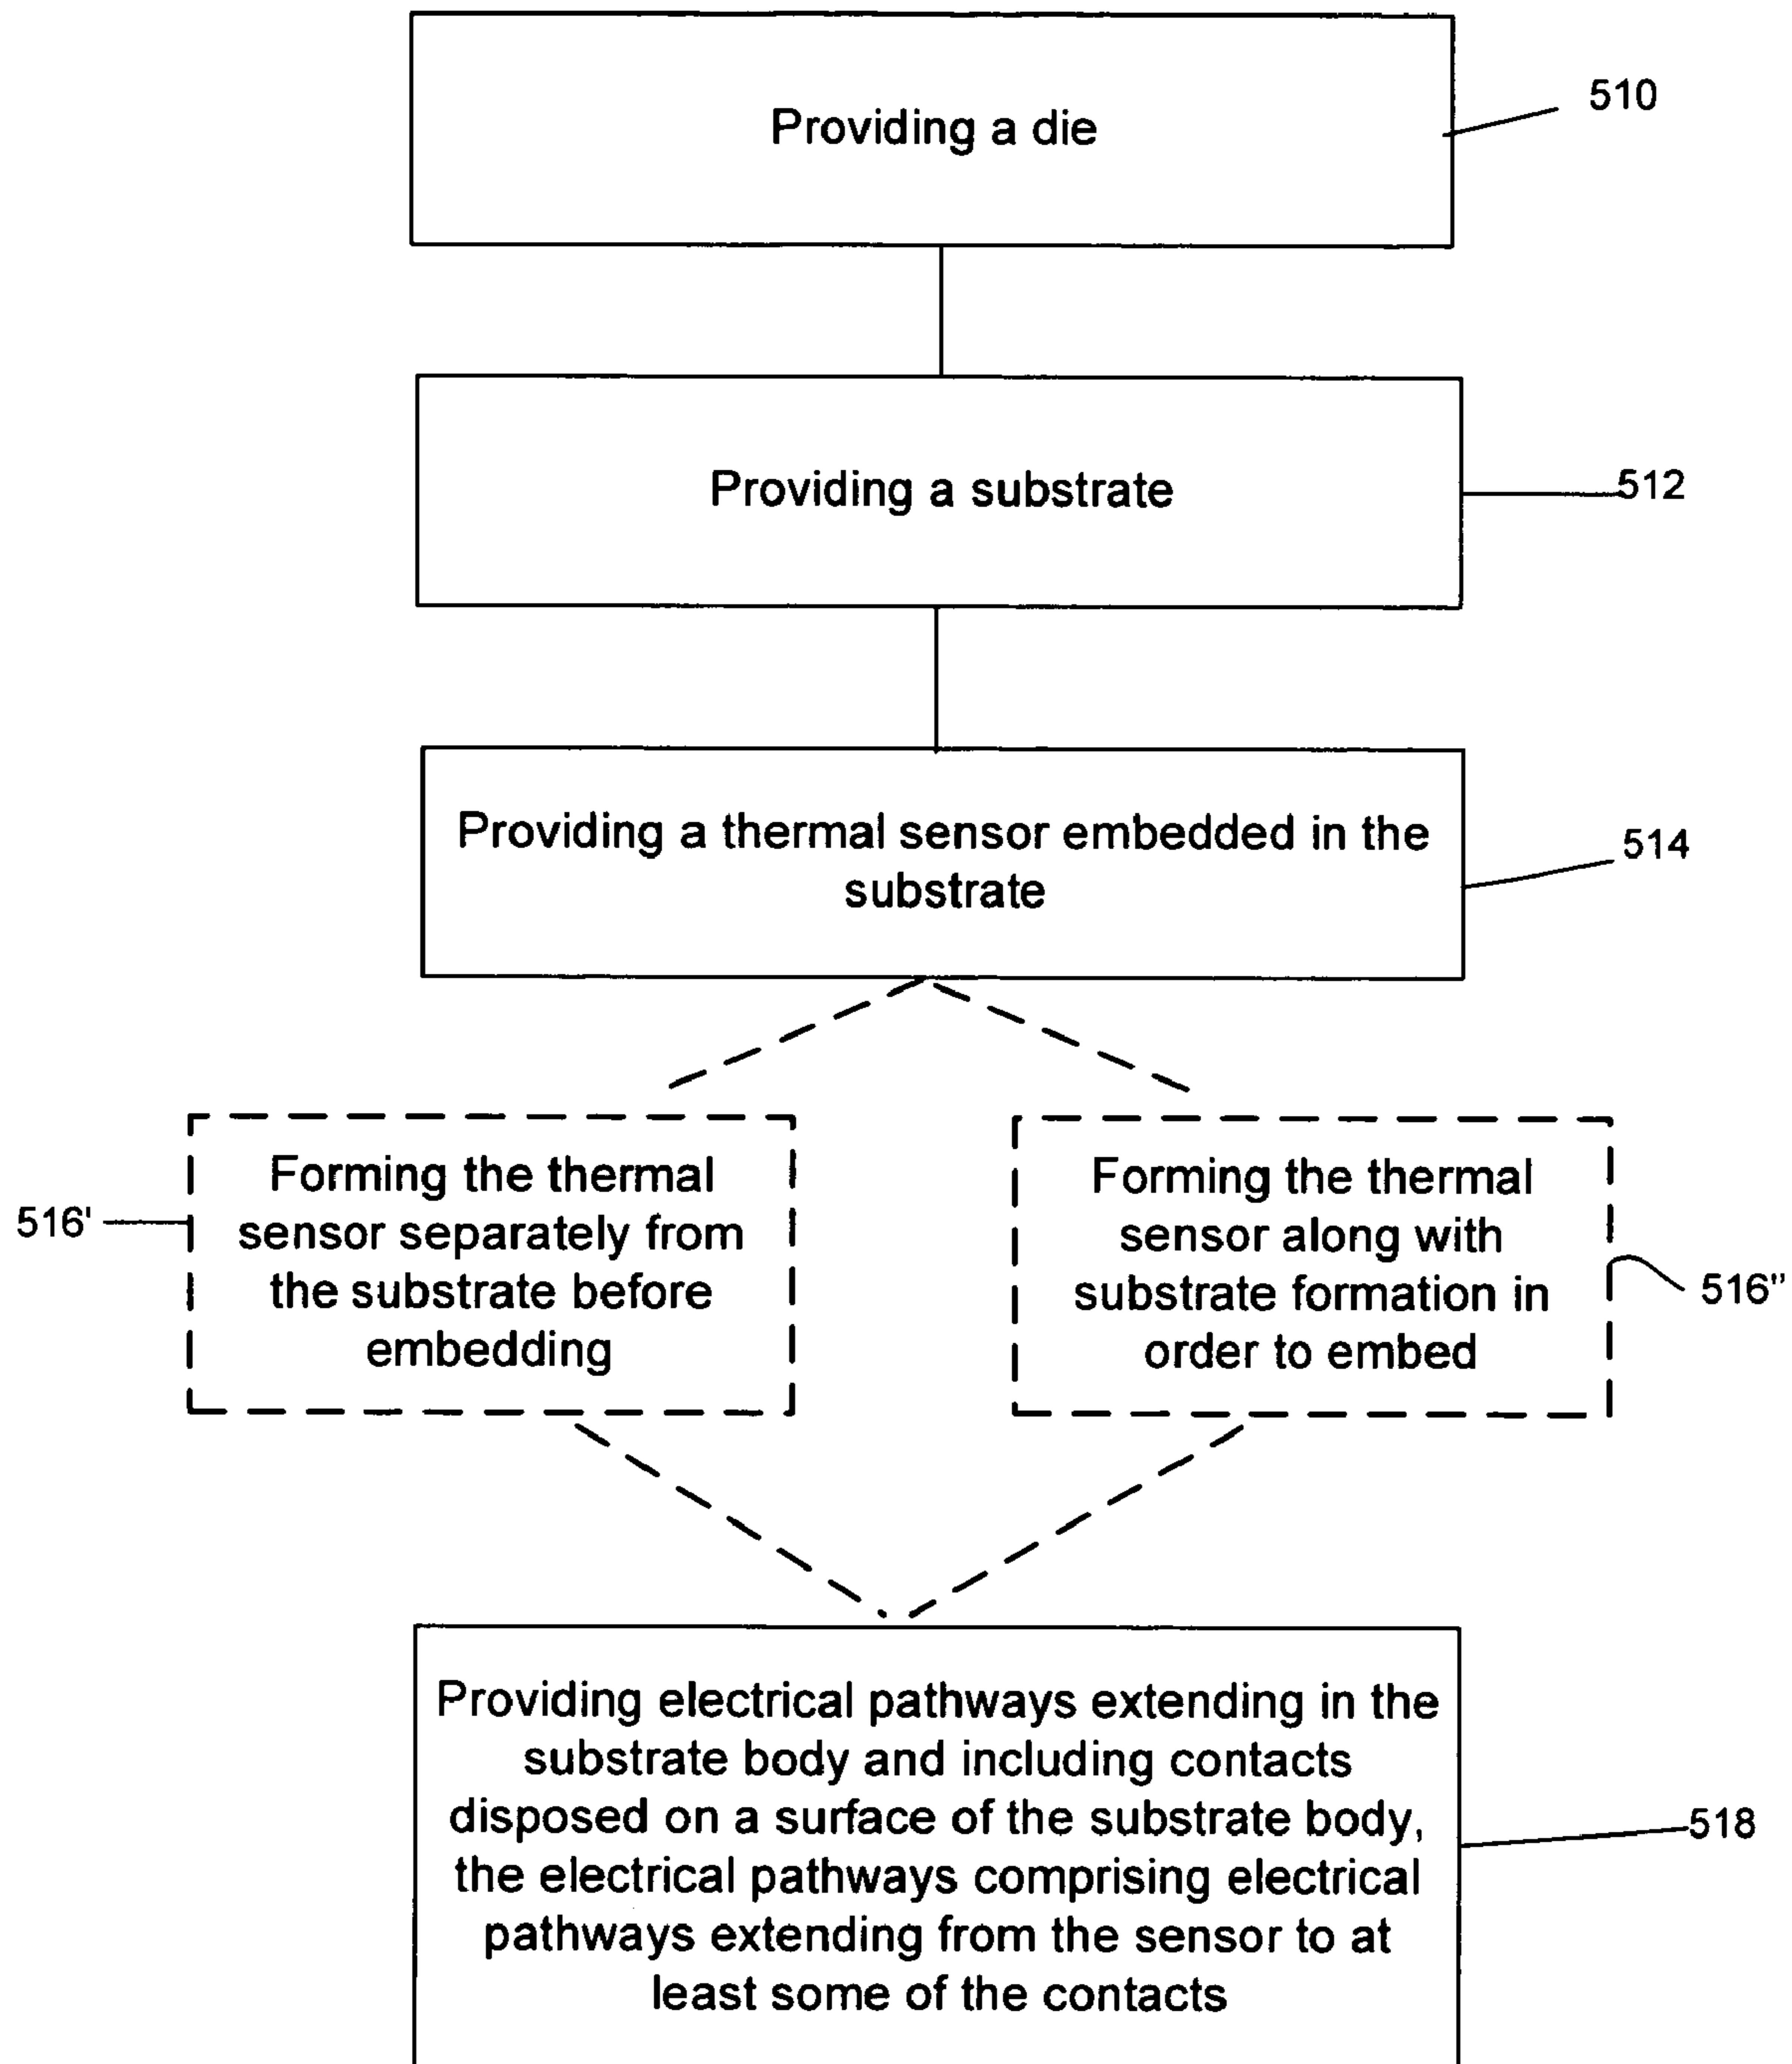 Providing a die
510
Providing a substrate
512
Providing a thermal sensor embedded in the
substrate
514
516'
Forming the thermal
sensor separately from
the substrate before
embedding
Forming the thermal
sensor along with
substrate formation in
order to embed
516''
Providing electrical pathways extending in the
substrate body and including contacts
disposed on a surface of the substrate body,
the electrical pathways comprising electrical
pathways extending from the sensor to at
least some of the contacts
518